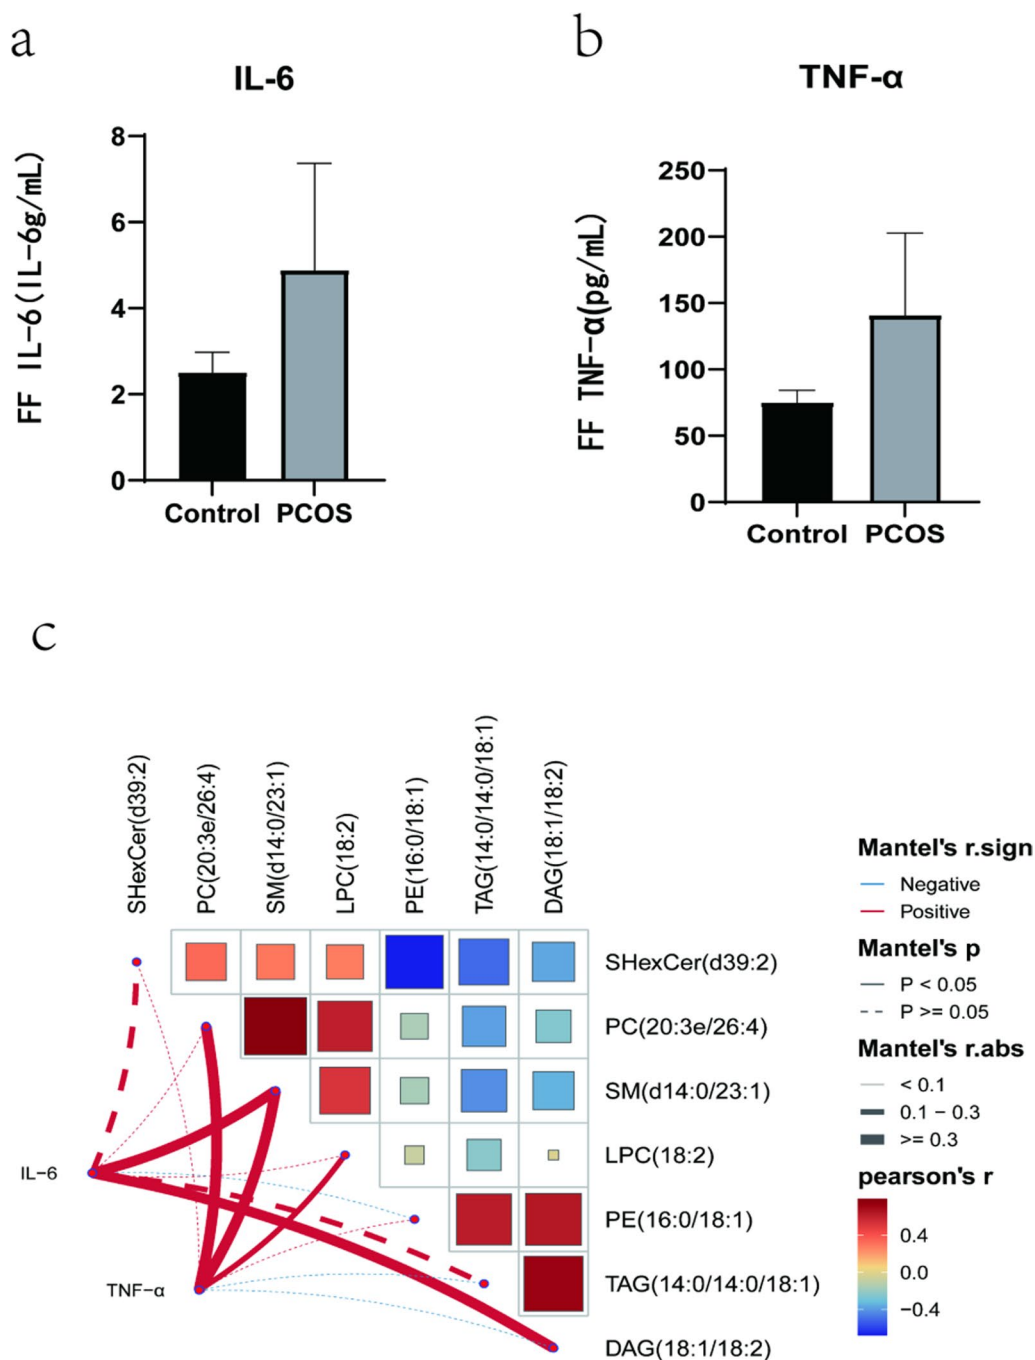 a
IL-6
FF IL-6(IL-6g/mL)
8
6
4
2
0
Control PCOS
b
TNF-α
FF TNF-α(pg/mL)
250
200
150
100
50
0
Control PCOS
c
SHexCer(d39:2)
PC(20:3e/26:4)
SM(d14:0/23:1)
LPC(18:2)
PE(16:0/18:1)
TAG(14:0/14:0/18:1)
DAG(18:1/18:2)
SHexCer(d39:2)
PC(20:3e/26:4)
SM(d14:0/23:1)
LPC(18:2)
PE(16:0/18:1)
TAG(14:0/14:0/18:1)
DAG(18:1/18:2)
IL-6
TNF-α
Mantel's r.sign
Negative
Positive
Mantel's p
P < 0.05
P >= 0.05
Mantel's r.abs
< 0.1
0.1 – 0.3
>= 0.3
pearson's r
0.4
0.0
−0.4